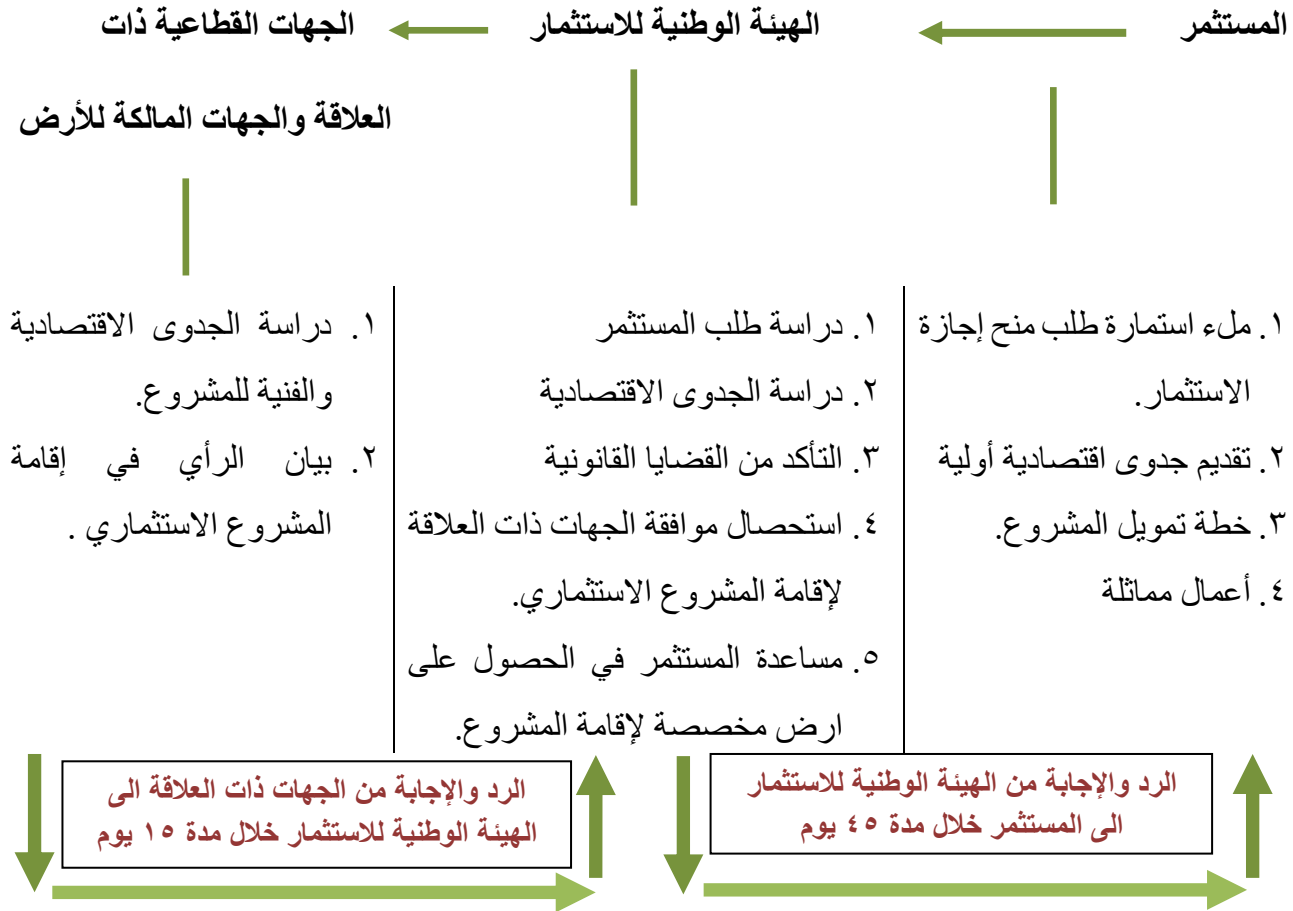 المستثمر
الهيئة الوطنية للاستثمار
الجهات القطاعية ذات
العلاقة والجهات المالكة للأرض
١. ملء استمارة طلب منح إجازة
الاستثمار.
٢. تقديم جدوى اقتصادية أولية
٣. خطة تمويل المشروع.
٤. أعمال مماثلة
١. دراسة طلب المستثمر
٢. دراسة الجدوى الاقتصادية
٣. التأكد من القضايا القانونية
٤. استحصال موافقة الجهات ذات العلاقة
لإقامة المشروع الاستثماري.
٥. مساعدة المستثمر في الحصول على
ارض مخصصة لإقامة المشروع.
١. دراسة الجدوى الاقتصادية
والفنية للمشروع.
٢. بيان الرأي في إقامة
المشروع الاستثماري .
الرد والإجابة من الهيئة الوطنية للاستثمار
الى المستثمر خلال مدة ٤٥ يوم
الرد والإجابة من الجهات ذات العلاقة الى
الهيئة الوطنية للاستثمار خلال مدة ١٥ يوم